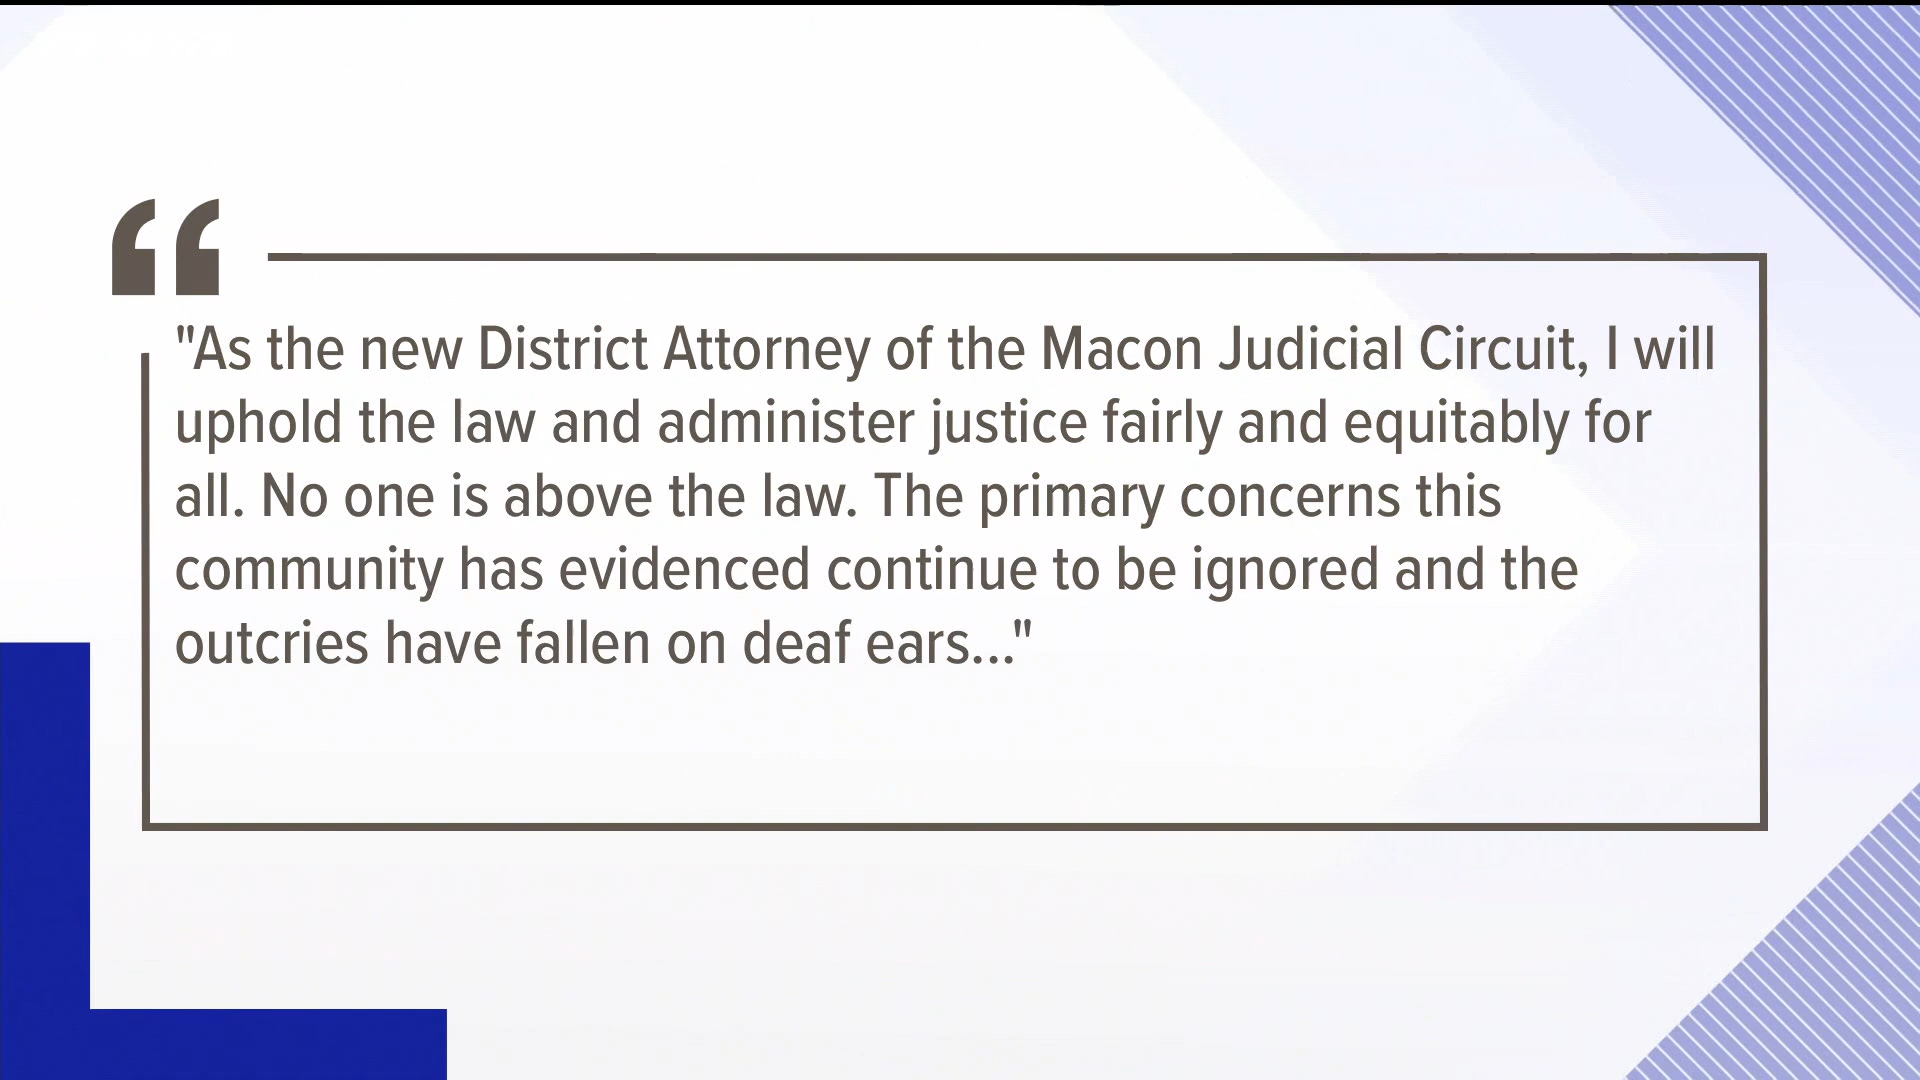 "As the new District Attorney of the Macon Judicial Circuit, I will
uphold the law and administer justice fairly and equitably for
all. No one is above the law. The primary concerns this
community has evidenced continue to be ignored and the
outcries have fallen on deaf ears..."